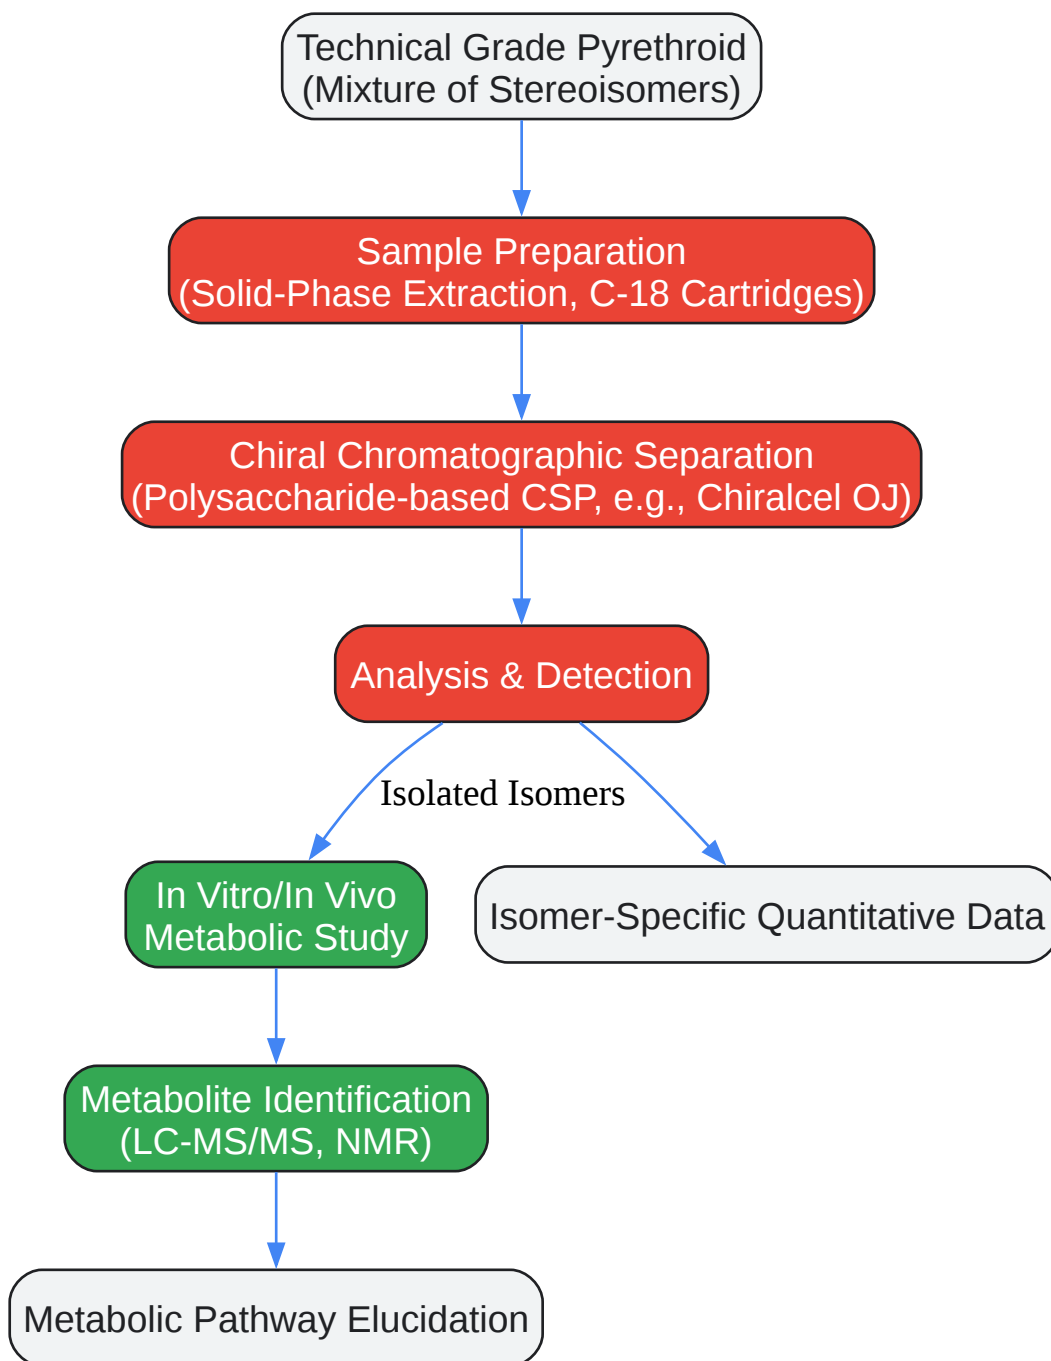 Technical Grade Pyrethroid
(Mixture of Stereoisomers)
Sample Preparation
(Solid-Phase Extraction, C-18 Cartridges)
Chiral Chromatographic Separation
(Polysaccharide-based CSP, e.g., Chiralcel OJ)
Analysis & Detection
Isolated Isomers
In Vitro/In Vivo
Metabolic Study
Isomer-Specific Quantitative Data
Metabolite Identification
(LC-MS/MS, NMR)
Metabolic Pathway Elucidation